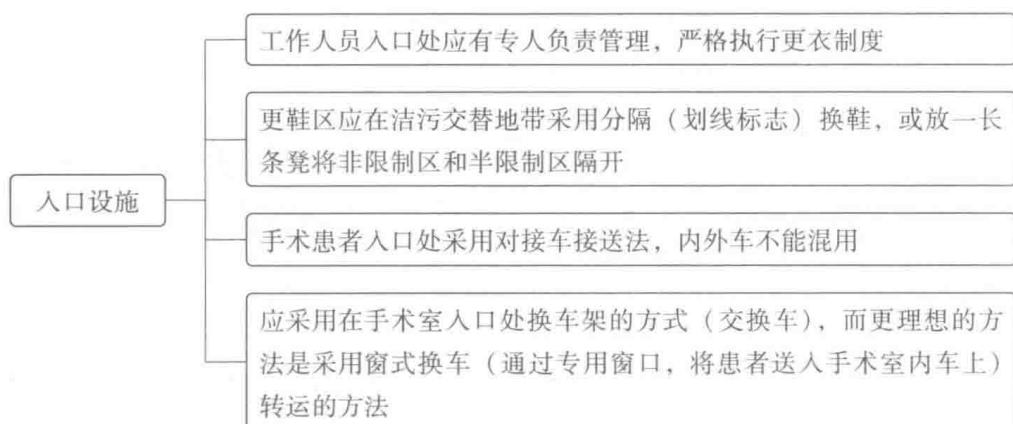 工作人员入口处应有专人负责管理，严格执行更衣制度
更鞋区应在洁污交替地带采用分隔（划线标志）换鞋，或放一长
条凳将非限制区和半限制区隔开
入口设施
手术患者入口处采用对接车接送法，内外车不能混用
应采用在手术室入口处换车架的方式（交换车），而更理想的方
法是采用窗式换车（通过专用窗口，将患者送入手术室内车上）
转运的方法